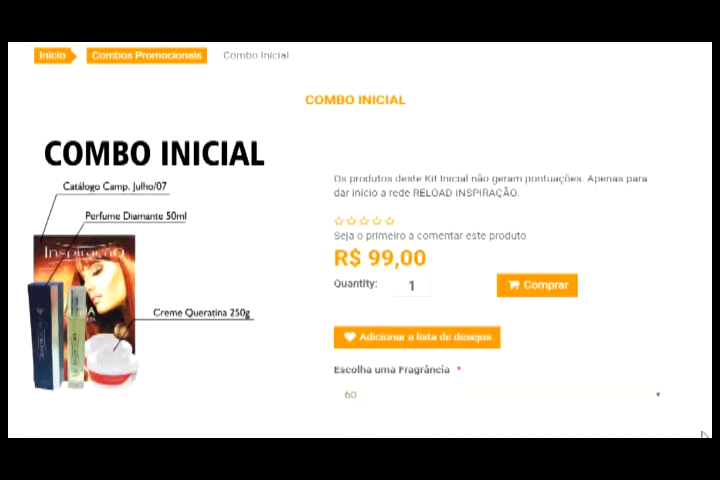 Início
Combos Promocionais
Combo Inicial
COMBO INICIAL
COMBO INICIAL
Catálogo Camp. Julho/07
Perfume Diamante 50ml
Inspiração
Creme Queratina 250g
Os produtos deste Kit Inicial não geram pontuações. Apenas para
dar início a rede RELOAD INSPIRAÇÃO.
Seja o primeiro a comentar este produto
R$ 99,00
Quantity: 1
Comprar
Adicionar a lista de desejos
Escolha uma Fragrância *
60